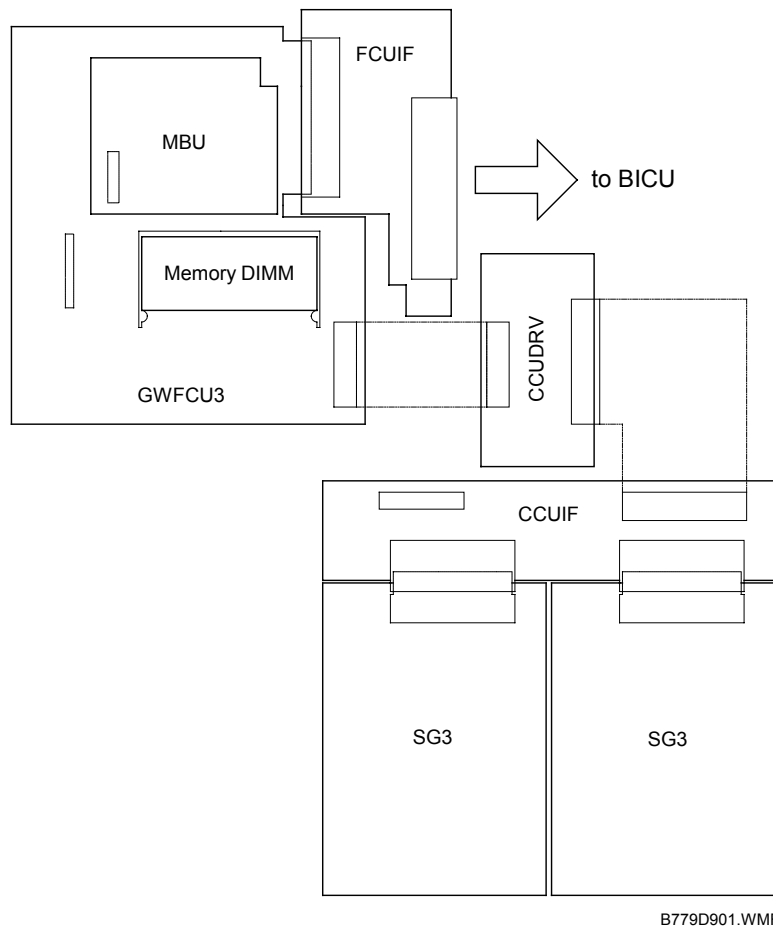 FCUIF
MBU
to BICU
Memory DIMM
CCUDRV
GWFCU3
CCUIF
SG3
SG3
B779D901.WMF